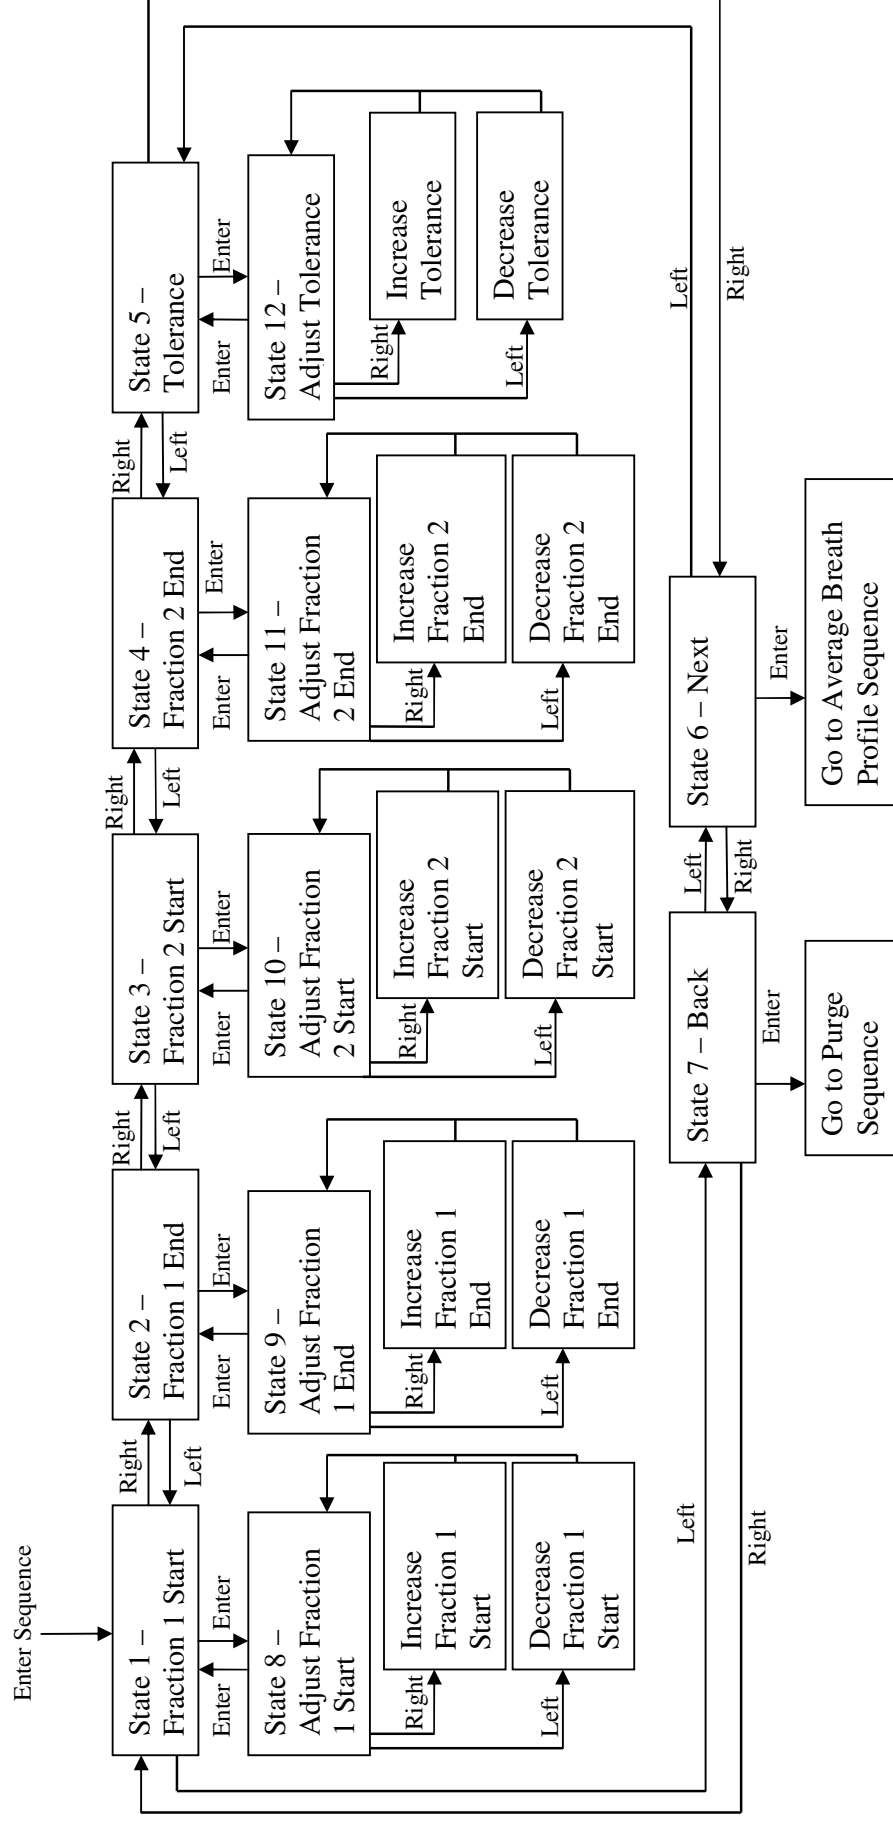 Enter Sequence
State 1 –
Fraction 1 Start
Right
Left
State 2 –
Fraction 1 End
Right
Left
State 3 –
Fraction 2 Start
Right
Left
State 4 –
Fraction 2 End
Right
Left
State 5 –
Tolerance
Enter
Enter
Enter
Enter
Enter
Enter
Enter
Enter
Enter
Enter
State 8 –
Adjust Fraction
1 Start
Right
Increase
Fraction 1
Start
Left
Decrease
Fraction 1
Start
State 9 –
Adjust Fraction
1 End
Right
Increase
Fraction 1
End
Left
Decrease
Fraction 1
End
State 10 –
Adjust Fraction
2 Start
Right
Increase
Fraction 2
Start
Left
Decrease
Fraction 2
Start
State 11 –
Adjust Fraction
2 End
Right
Increase
Fraction 2
End
Left
Decrease
Fraction 2
End
State 12 –
Adjust Tolerance
Right
Increase
Tolerance
Left
Decrease
Tolerance
Left
Right
State 7 – Back
Left
Right
State 6 – Next
Left
Right
Enter
Go to Purge
Sequence
Enter
Go to Average Breath
Profile Sequence